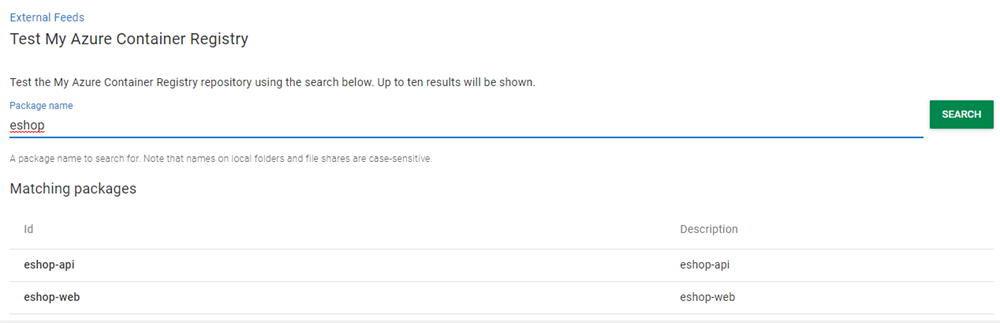 External Feeds
Test My Azure Container Registry
Test the My Azure Container Registry repository using the search below. Up to ten results will be shown.
Package name
eshop
SEARCH
A package name to search for. Note that names on local folders and file shares are case-sensitive.
Matching packages
Id Description
eshop-api eshop-api
eshop-web eshop-web